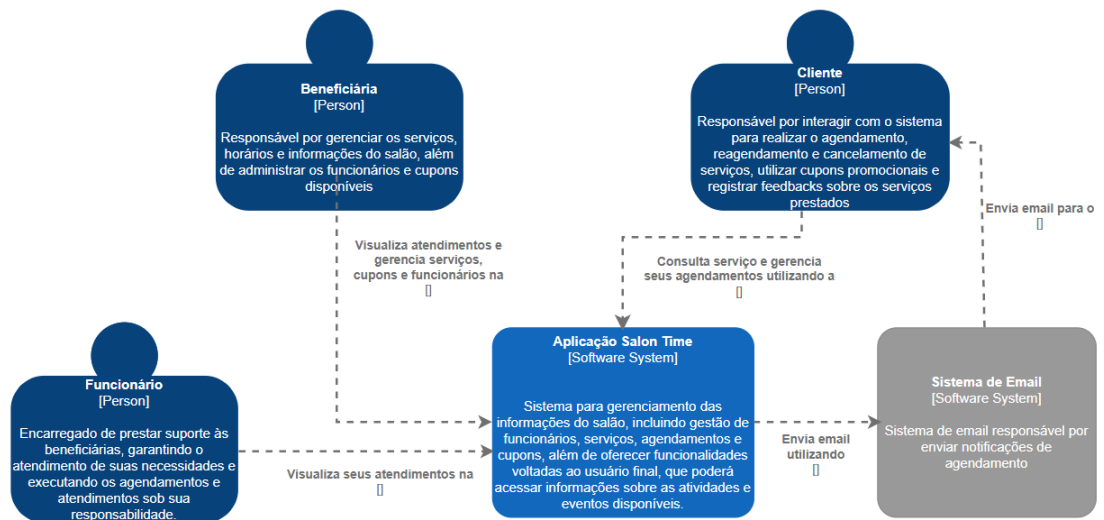 Beneficiária
[Person]
Responsável por gerenciar os serviços,
horários e informações do salão, além
de administrar os funcionários e cupons
disponíveis
Cliente
[Person]
Responsável por interagir com o sistema
para realizar o agendamento,
reagendamento e cancelamento de
serviços, utilizar cupons promocionais e
registrar feedbacks sobre os serviços
prestados
Envia email para o
[]
Visualiza atendimentos e
gerencia serviços,
cupons e funcionários na
[]
Consulta serviço e gerencia
seus agendamentos utilizando a
[]
Funcionário
[Person]
Encarregado de prestar suporte às
beneficiárias, garantindo o
atendimento de suas necessidades e
executando os agendamentos e
atendimentos sob sua
responsabilidade.
Visualiza seus atendimentos na
[]
Aplicação Salon Time
[Software System]
Sistema para gerenciamento das
informações do salão, incluindo gestão de
funcionários, serviços, agendamentos e
cupons, além de oferecer funcionalidades
voltadas ao usuário final, que poderá
acessar informações sobre as atividades e
eventos disponíveis.
Envia email
utilizando
[]
Sistema de Email
[Software System]
Sistema de email responsável por
enviar notificações de
agendamento